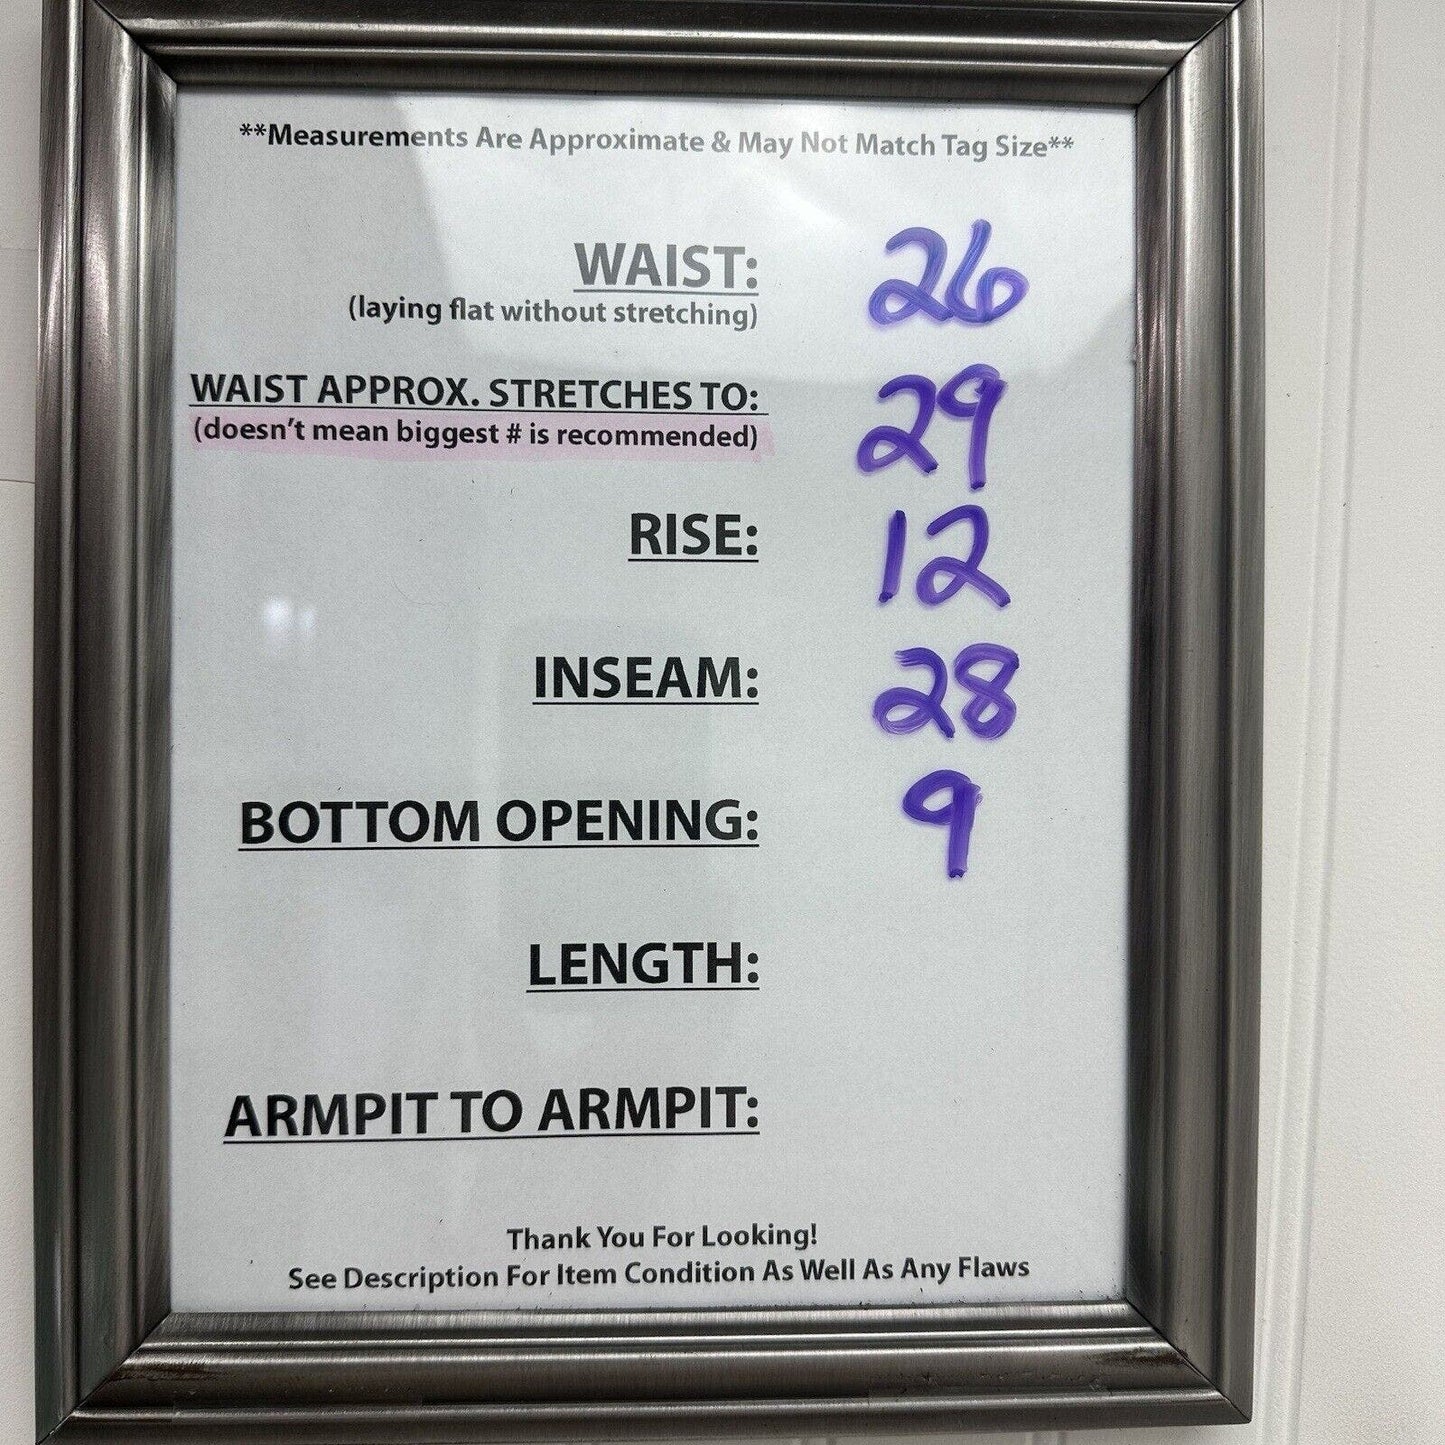 **Measurements Are Approximate & May Not Match Tag Size**
WAIST: 26
(laying flat without stretching)
WAIST APPROX. STRETCHES TO: 29
(doesn't mean biggest # is recommended)
RISE: 12
INSEAM: 28
BOTTOM OPENING: 9
LENGTH:
ARMPIT TO ARMPIT:
Thank You For Looking!
See Description For Item Condition As Well As Any Flaws